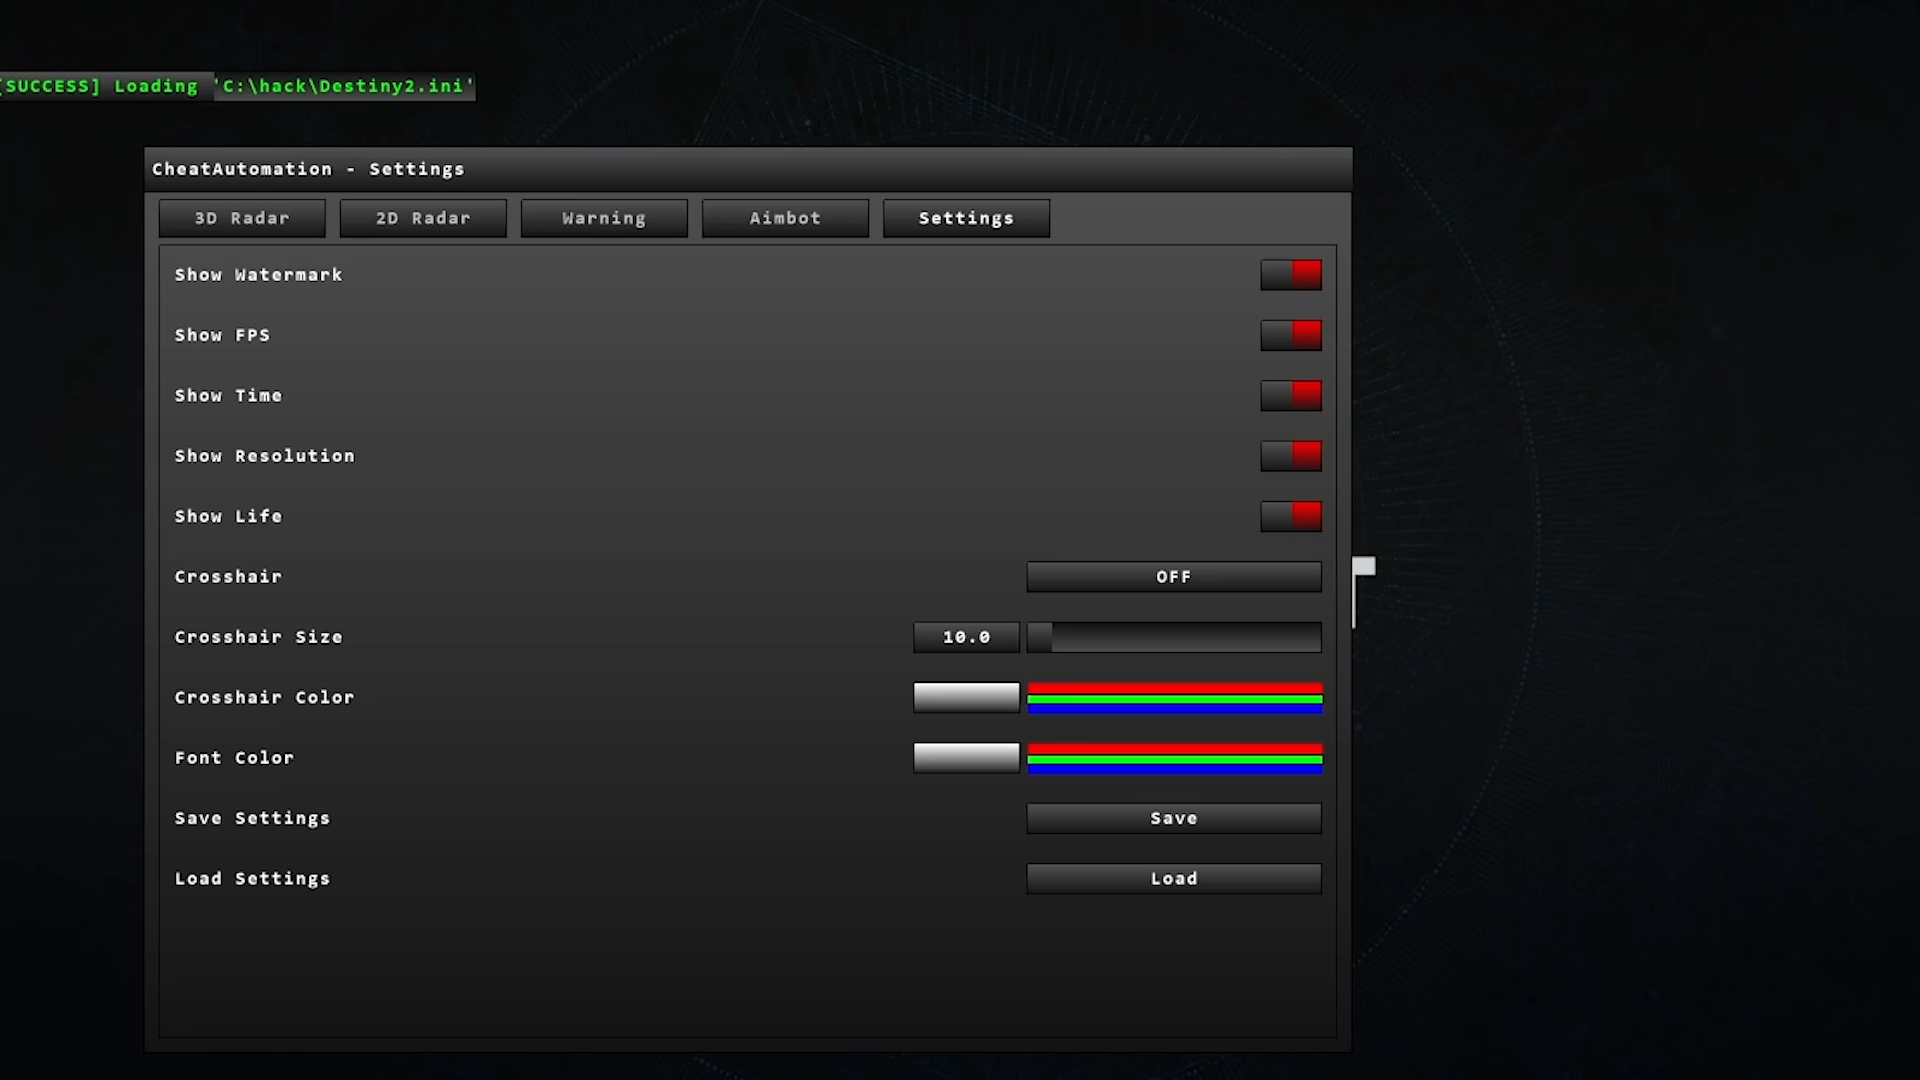 [SUCCESS] Loading 'C:\hack\Destiny2.ini'
CheatAutomation - Settings
3D Radar 2D Radar Warning Aimbot Settings
Show Watermark
Show FPS
Show Time
Show Resolution
Show Life
Crosshair OFF
Crosshair Size 10.0
Crosshair Color
Font Color
Save Settings Save
Load Settings Load